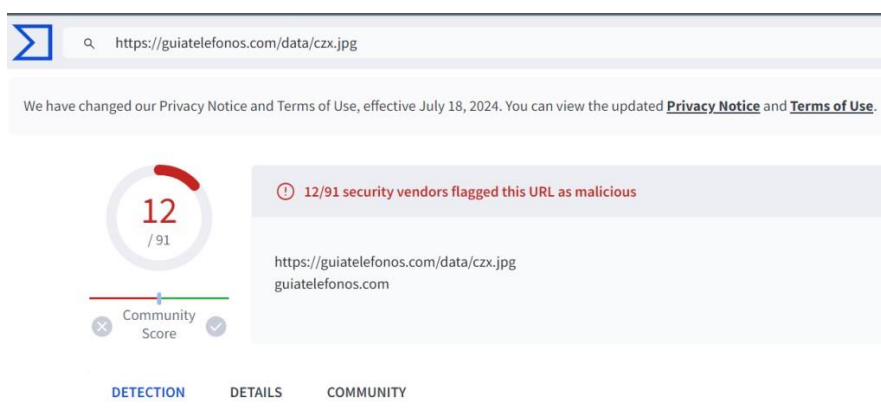 https://guiatelefonos.com/data/czx.jpg
We have changed our Privacy Notice and Terms of Use, effective July 18, 2024. You can view the updated Privacy Notice and Terms of Use.
12
/ 91
12/91 security vendors flagged this URL as malicious
https://guiatelefonos.com/data/czx.jpg
guiatelefonos.com
Community
Score
DETECTION DETAILS COMMUNITY